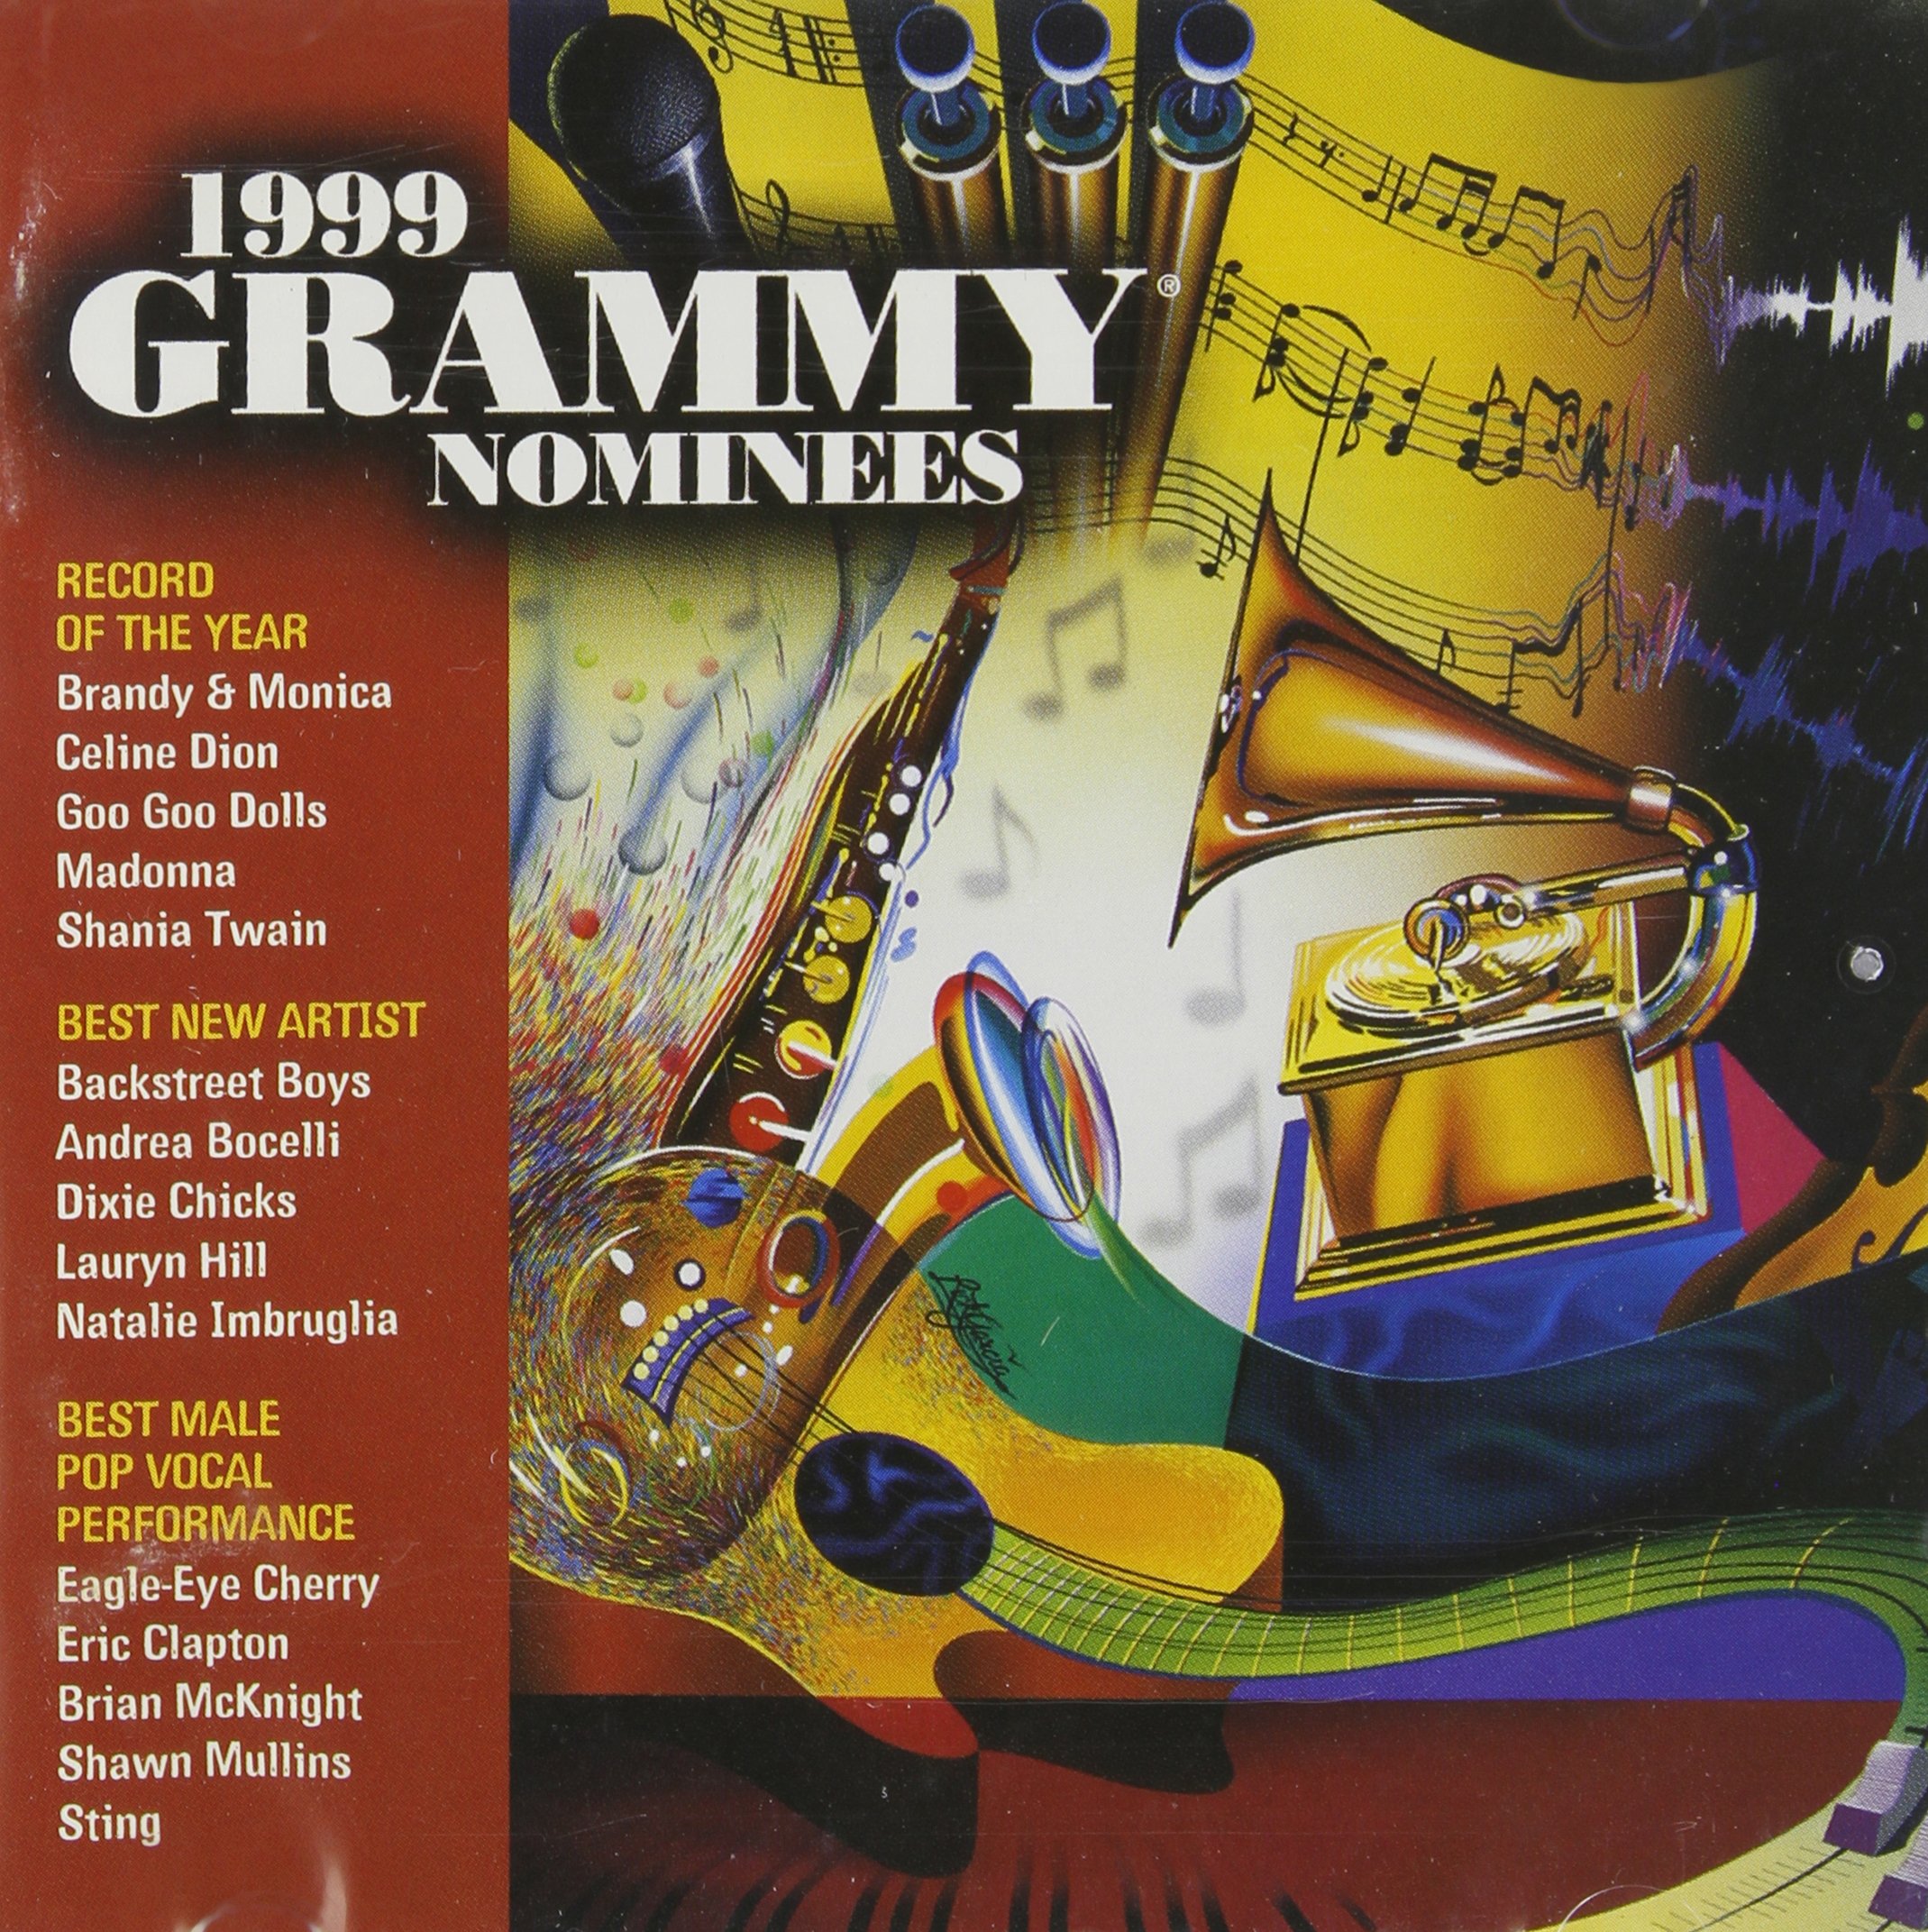 1999
GRAMMY®
NOMINEES
RECORD
OF THE YEAR
Brandy & Monica
Celine Dion
Goo Goo Dolls
Madonna
Shania Twain
BEST NEW ARTIST
Backstreet Boys
Andrea Bocelli
Dixie Chicks
Lauryn Hill
Natalie Imbruglia
BEST MALE
POP VOCAL
PERFORMANCE
Eagle-Eye Cherry
Eric Clapton
Brian McKnight
Shawn Mullins
Sting